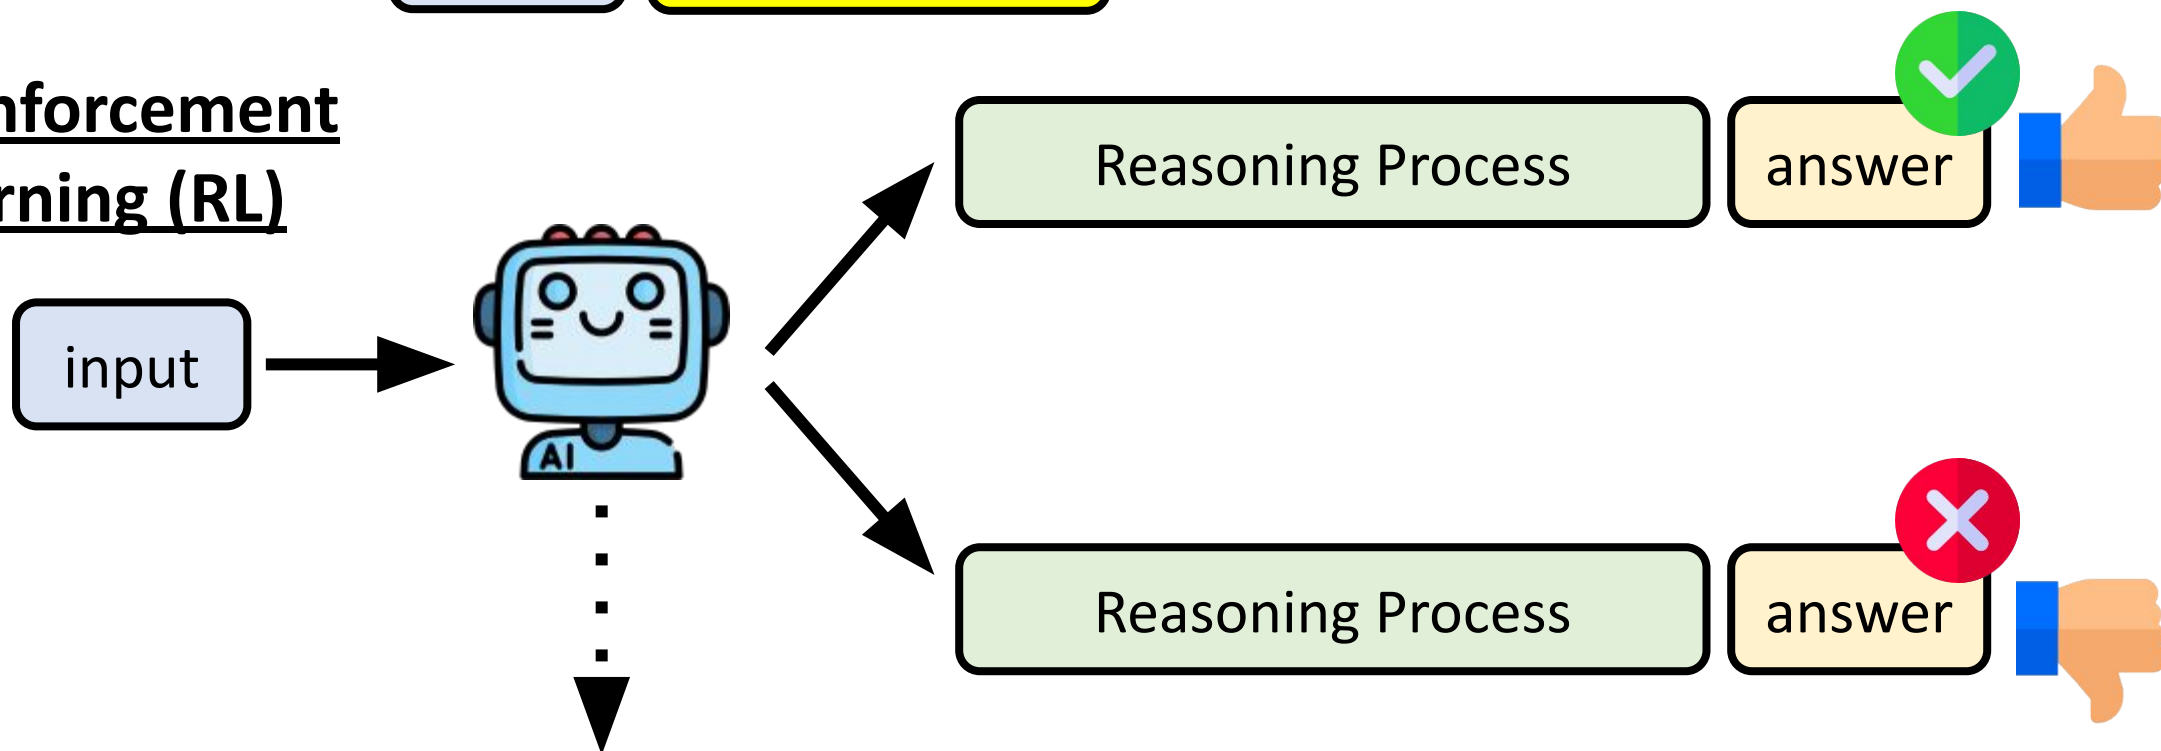 nforcement
rning (RL)
Reasoning Process
answer
input
AI
Reasoning Process
answer